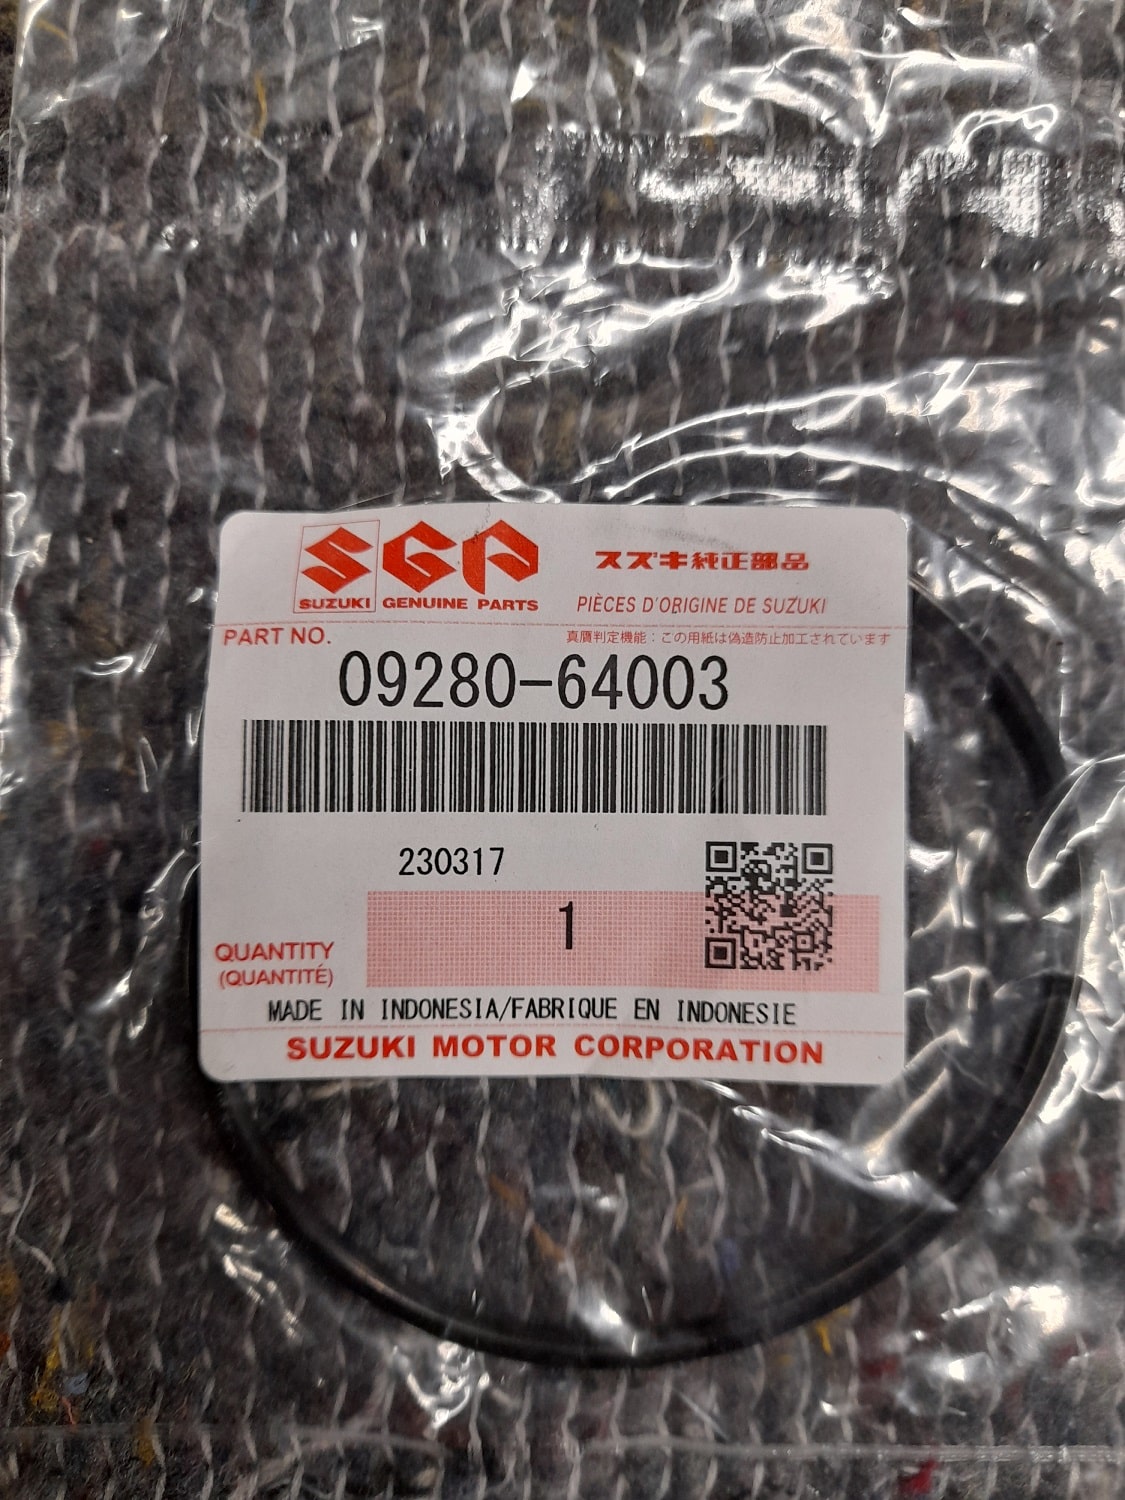 SGP
スズキ純正部品
SUZUKI GENUINE PARTS
PIÈCES D'ORIGINE DE SUZUKI
PART NO.
真贋判定機能：この用紙は偽造防止加工されています
09280-64003
230317
1
QUANTITY
(QUANTITÉ)
MADE IN INDONESIA/FABRIQUE EN INDONESIE
SUZUKI MOTOR CORPORATION